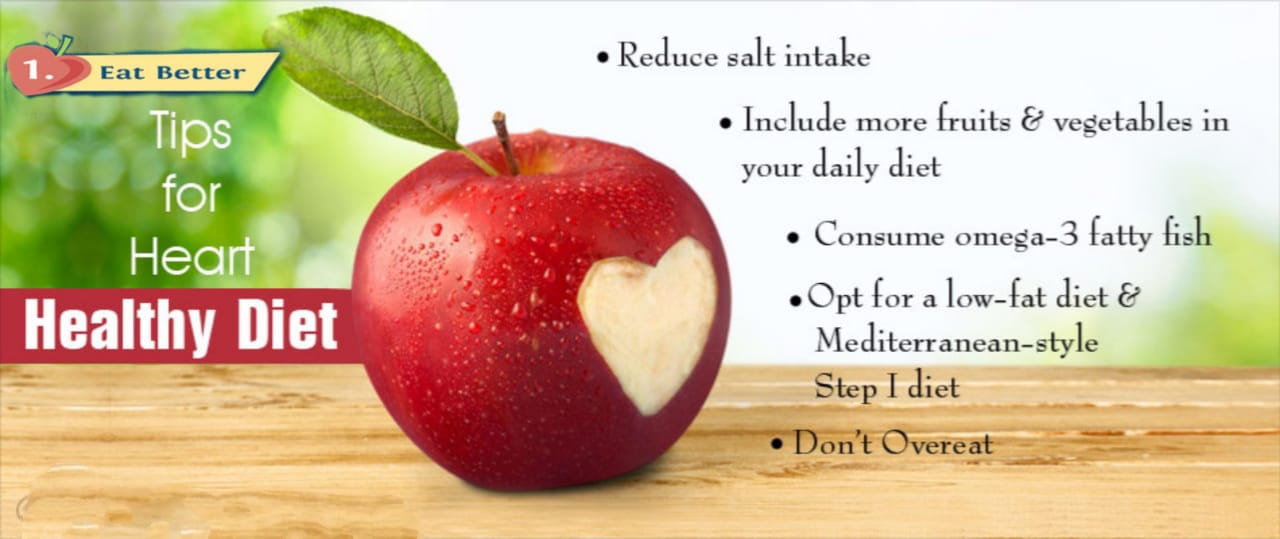 1. Eat Better
Tips
for
Heart
Healthy Diet
• Reduce salt intake
• Include more fruits & vegetables in
your daily diet
• Consume omega-3 fatty fish
• Opt for a low-fat diet &
Mediterranean-style
Step I diet
• Don't Overeat